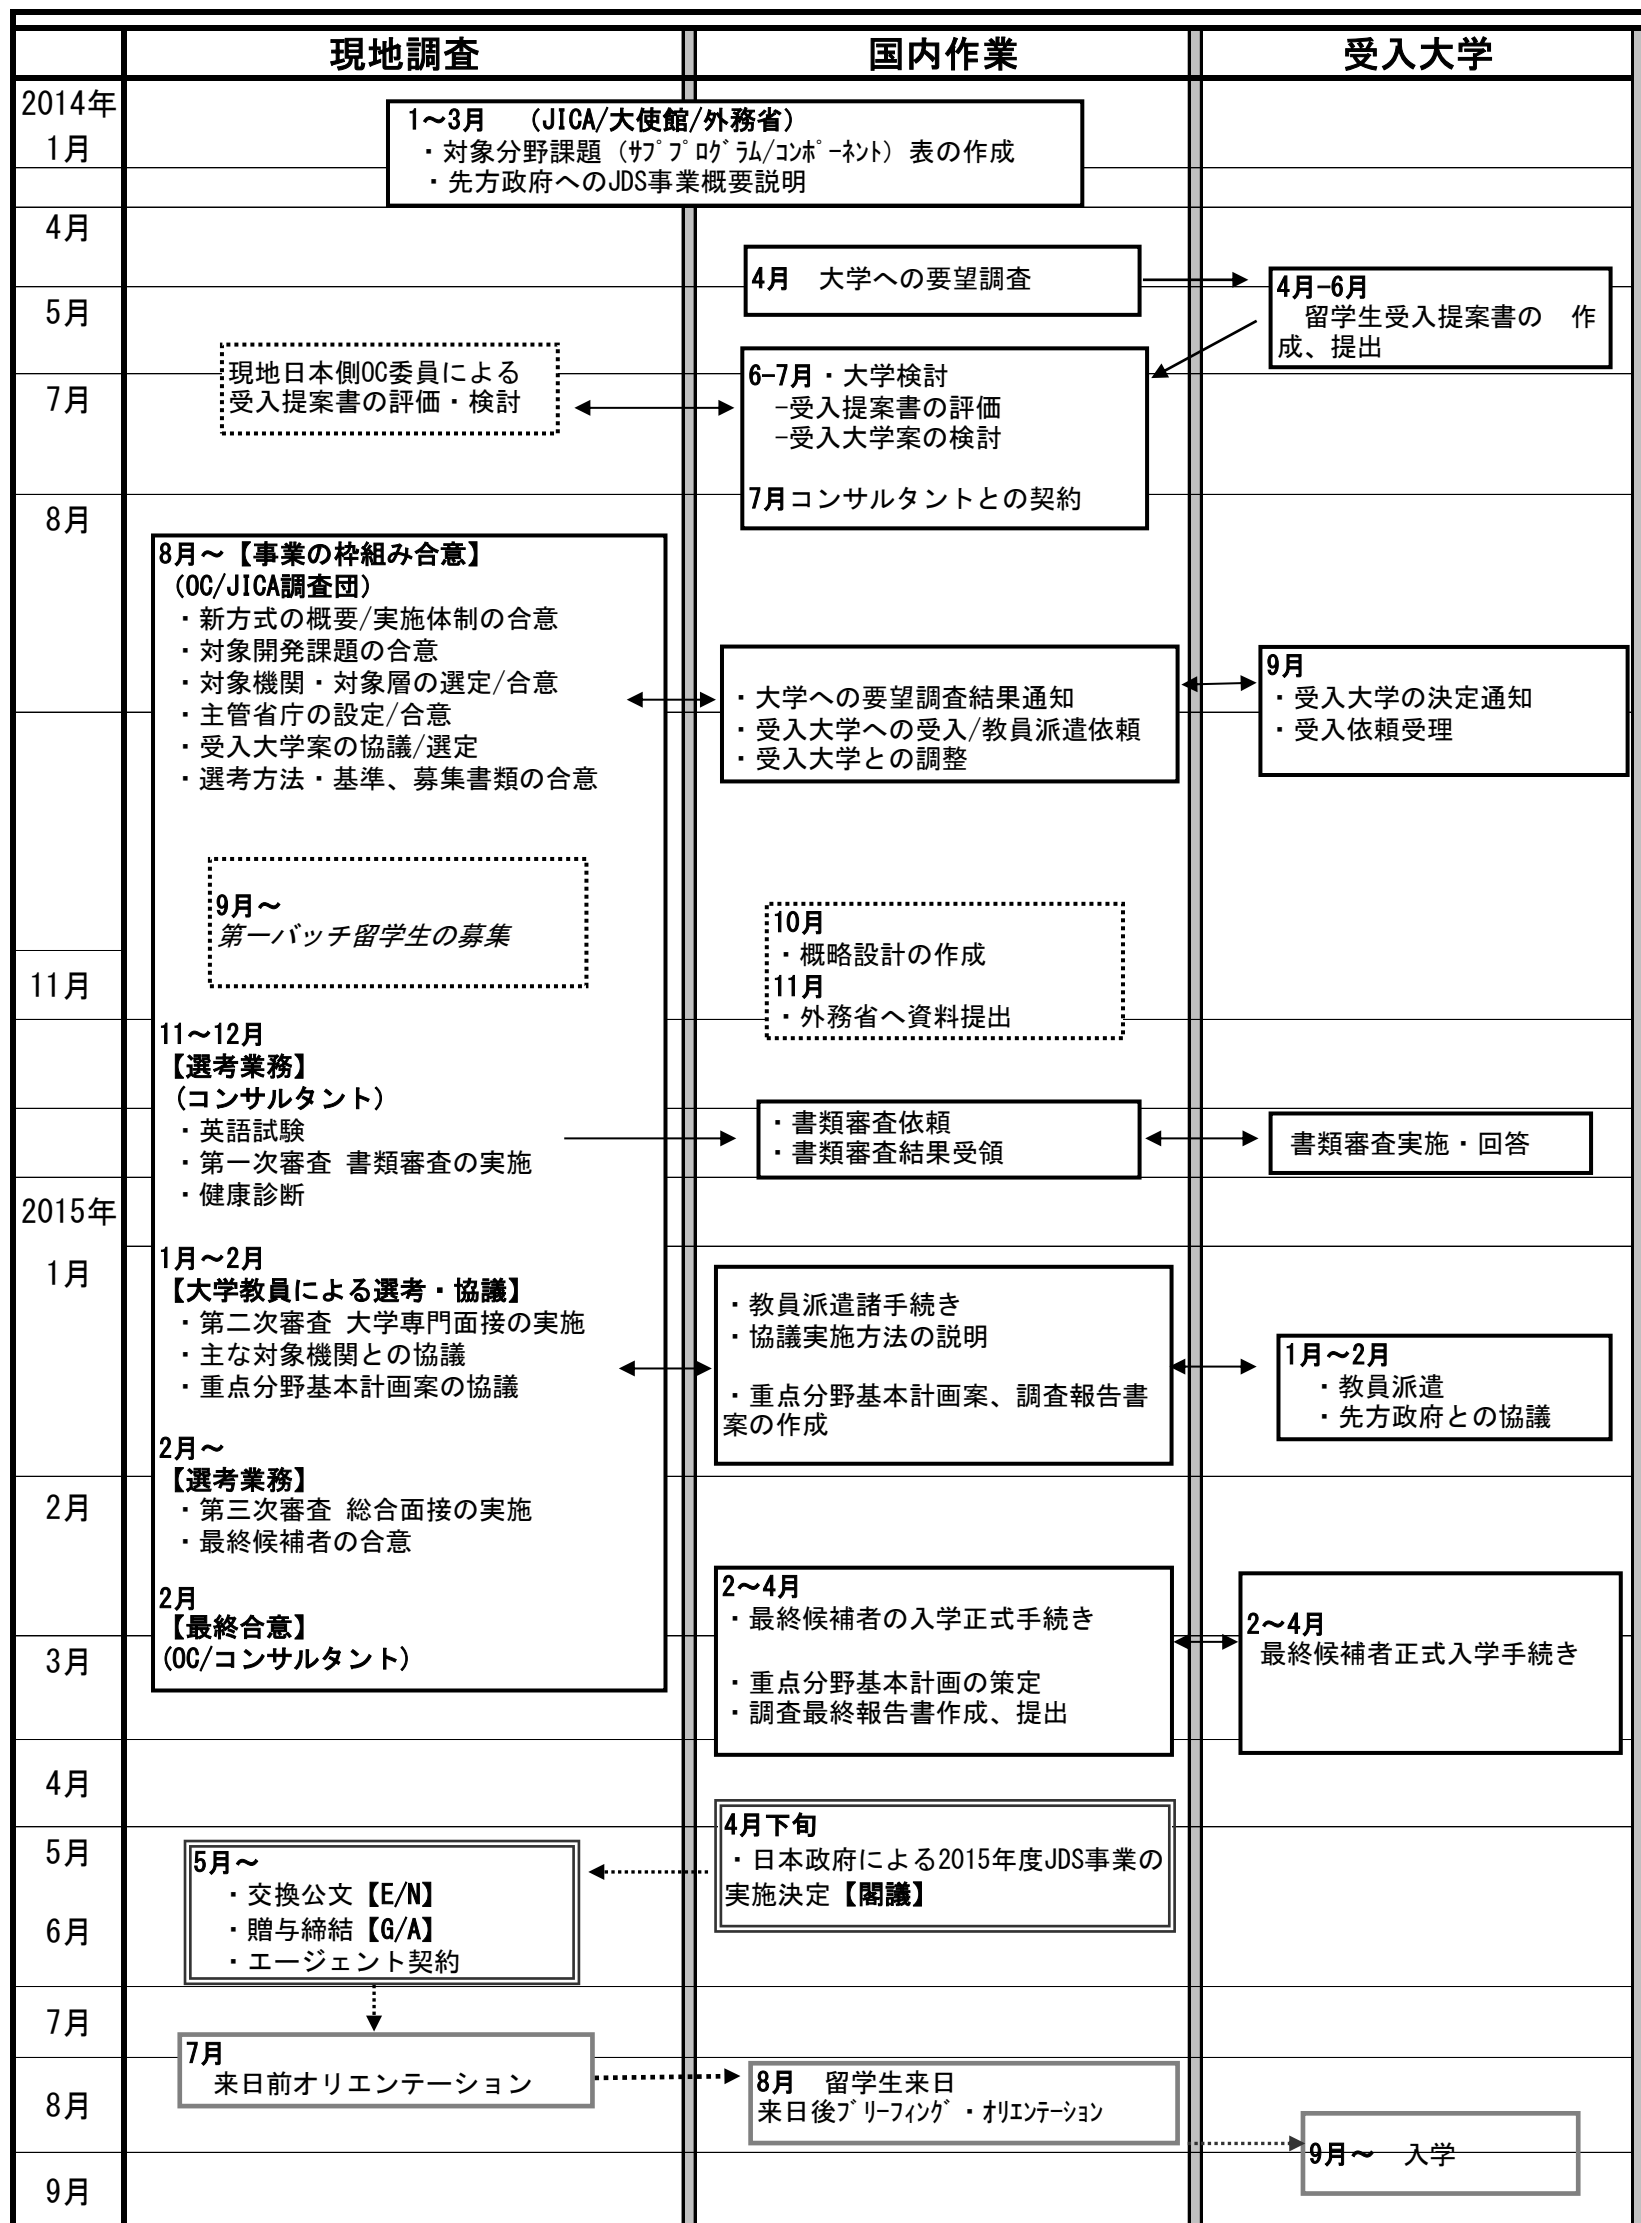 現地調査
国内作業
受入大学
2014年
1月
1～3月　（JICA/大使館/外務省）
・対象分野課題（ｻﾌﾞﾌﾟﾛｸﾞﾗﾑ/ｺﾝﾎﾟｰﾈﾝﾄ）表の作成
・先方政府へのJDS事業概要説明
4月
4月　大学への要望調査
4月-6月
留学生受入提案書の　作
成、提出
5月
現地日本側OC委員による
受入提案書の評価・検討
6-7月・大学検討
-受入提案書の評価
-受入大学案の検討
7月コンサルタントとの契約
7月
8月
8月～【事業の枠組み合意】
（OC/JICA調査団）
・新方式の概要/実施体制の合意
・対象開発課題の合意
・対象機関・対象層の選定/合意
・主管省庁の設定/合意
・受入大学案の協議/選定
・選考方法・基準、募集書類の合意
・大学への要望調査結果通知
・受入大学への受入/教員派遣依頼
・受入大学との調整
9月
・受入大学の決定通知
・受入依頼受理
9月～
第一バッチ留学生の募集
10月
・概略設計の作成
11月
・外務省へ資料提出
11月
11～12月
【選考業務】
（コンサルタント）
・英語試験
・第一次審査 書類審査の実施
・健康診断
・書類審査依頼
・書類審査結果受領
書類審査実施・回答
2015年
1月
1月～2月
【大学教員による選考・協議】
・第二次審査 大学専門面接の実施
・主な対象機関との協議
・重点分野基本計画案の協議
・教員派遣諸手続き
・協議実施方法の説明
・重点分野基本計画案、調査報告書
案の作成
1月～2月
・教員派遣
・先方政府との協議
2月～
【選考業務】
・第三次審査 総合面接の実施
・最終候補者の合意
2月
2月
【最終合意】
(OC/コンサルタント)
2～4月
・最終候補者の入学正式手続き
・重点分野基本計画の策定
・調査最終報告書作成、提出
2～4月
最終候補者正式入学手続き
3月
4月
4月下旬
・日本政府による2015年度JDS事業の
実施決定【閣議】
5月
5月～
・交換公文【E/N】
・贈与締結【G/A】
・エージェント契約
6月
7月
7月
来日前オリエンテーション
8月
8月　留学生来日
来日後ﾌﾞﾘｰﾌｨﾝｸﾞ・ｵﾘｴﾝﾃｰｼｮﾝ
9月～　入学
9月